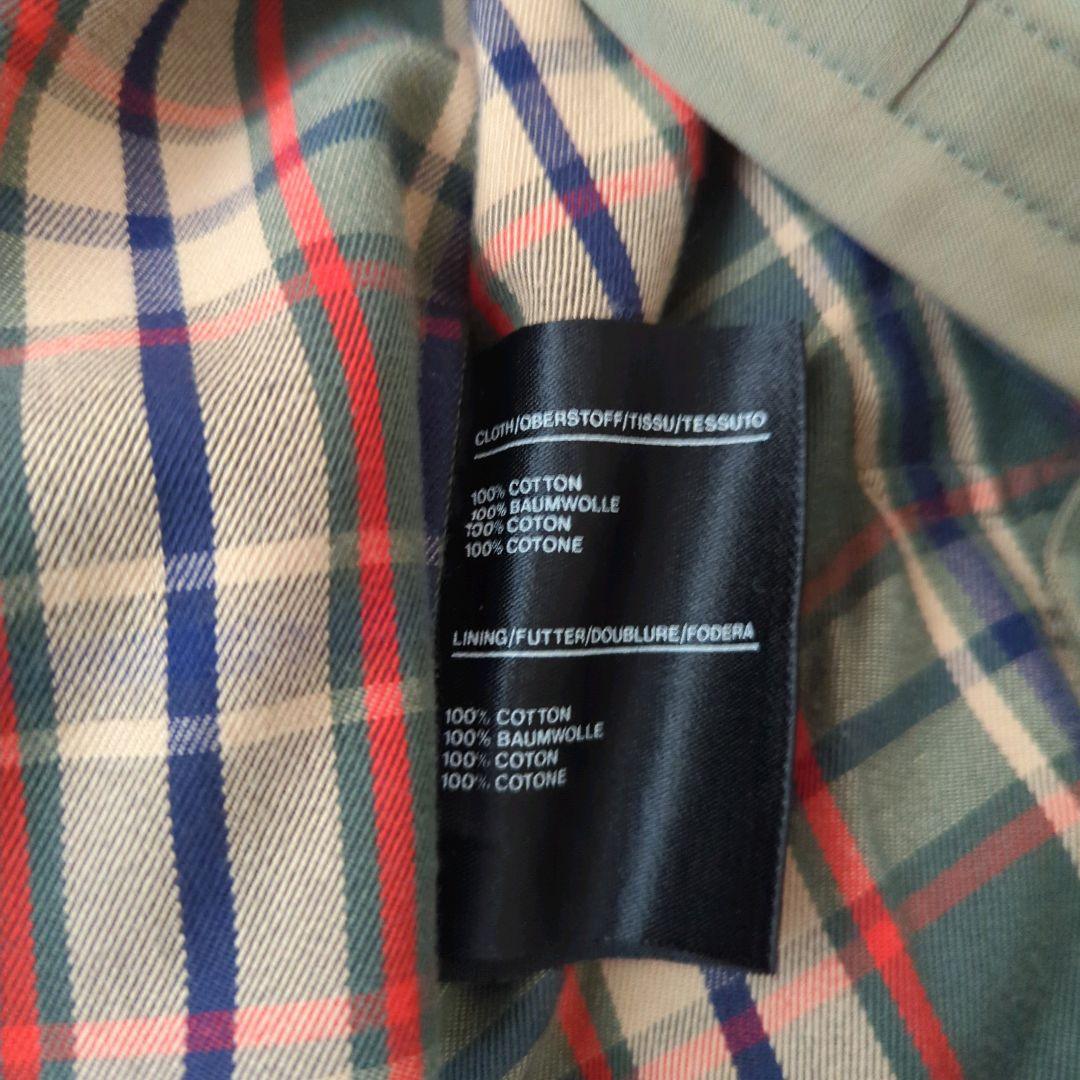 CLOTH/OBERSTOFF/TISSU/TESSUTO
100% COTTON
100% BAUMWOLLE
100% COTON
100% COTONE
LINING/FUTTER/DOUBLURE/FODERA
100% COTTON
100% BAUMWOLLE
100% COTON
100% COTONE